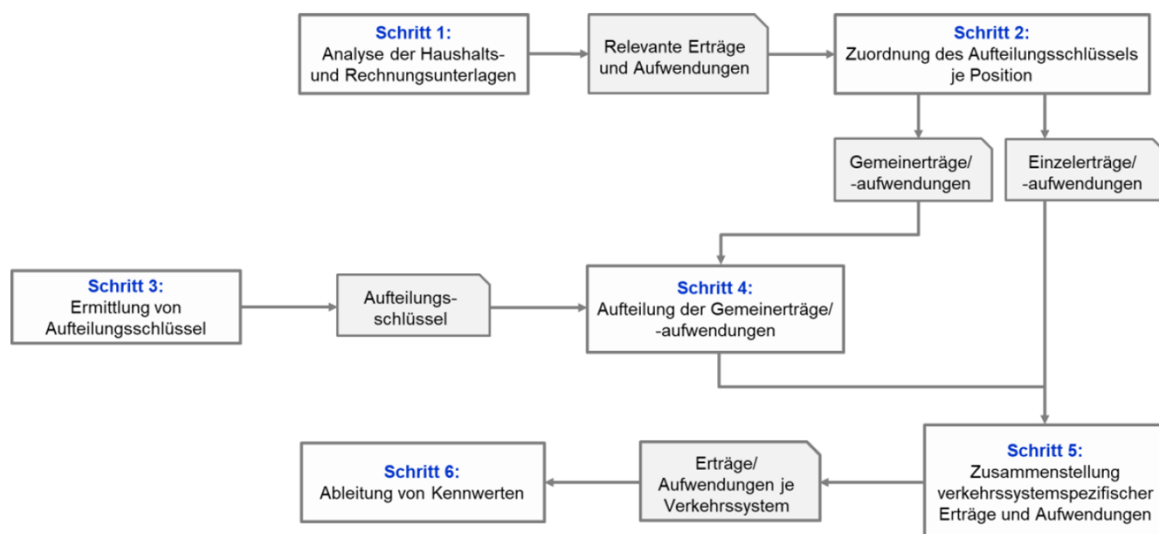 Schritt 1:
Analyse der Haushalts-
und Rechnungsunterlagen
Relevante Erträge
und Aufwendungen
Schritt 2:
Zuordnung des Aufteilungsschlüssels
je Position
Gemeinerträge/
-aufwendungen
Einzelerträge/
-aufwendungen
Schritt 3:
Ermittlung von
Aufteilungsschlüssel
Aufteilungs-
schlüssel
Schritt 4:
Aufteilung der Gemeinerträge/
-aufwendungen
Schritt 5:
Zusammenstellung
verkehrssystemspezifischer
Erträge und Aufwendungen
Erträge/
Aufwendungen je
Verkehrssystem
Schritt 6:
Ableitung von Kennwerten